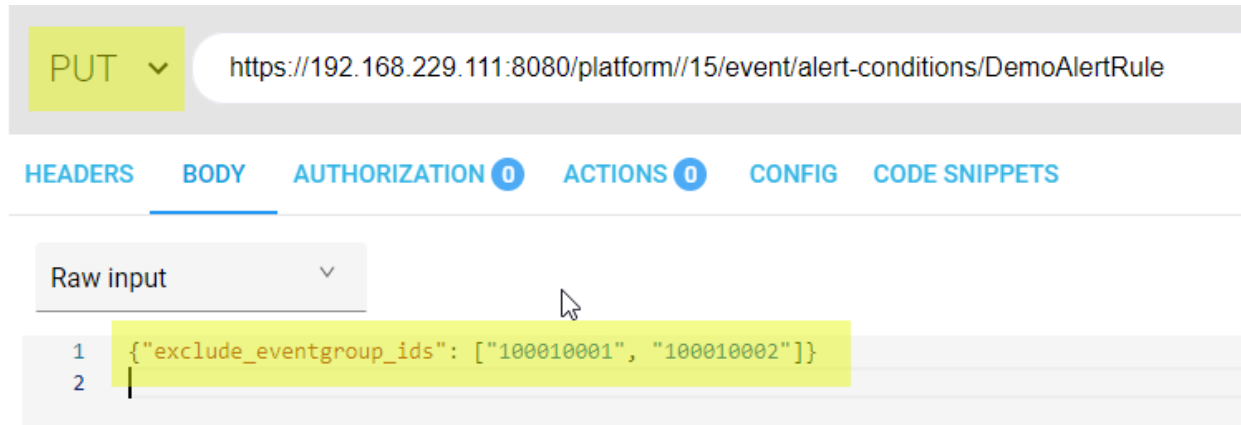 PUT https://192.168.229.111:8080/platform//15/event/alert-conditions/DemoAlertRule
HEADERS BODY AUTHORIZATION 0 ACTIONS 0 CONFIG CODE SNIPPETS
Raw input
1 {"exclude_eventgroup_ids": ["100010001", "100010002"]}
2